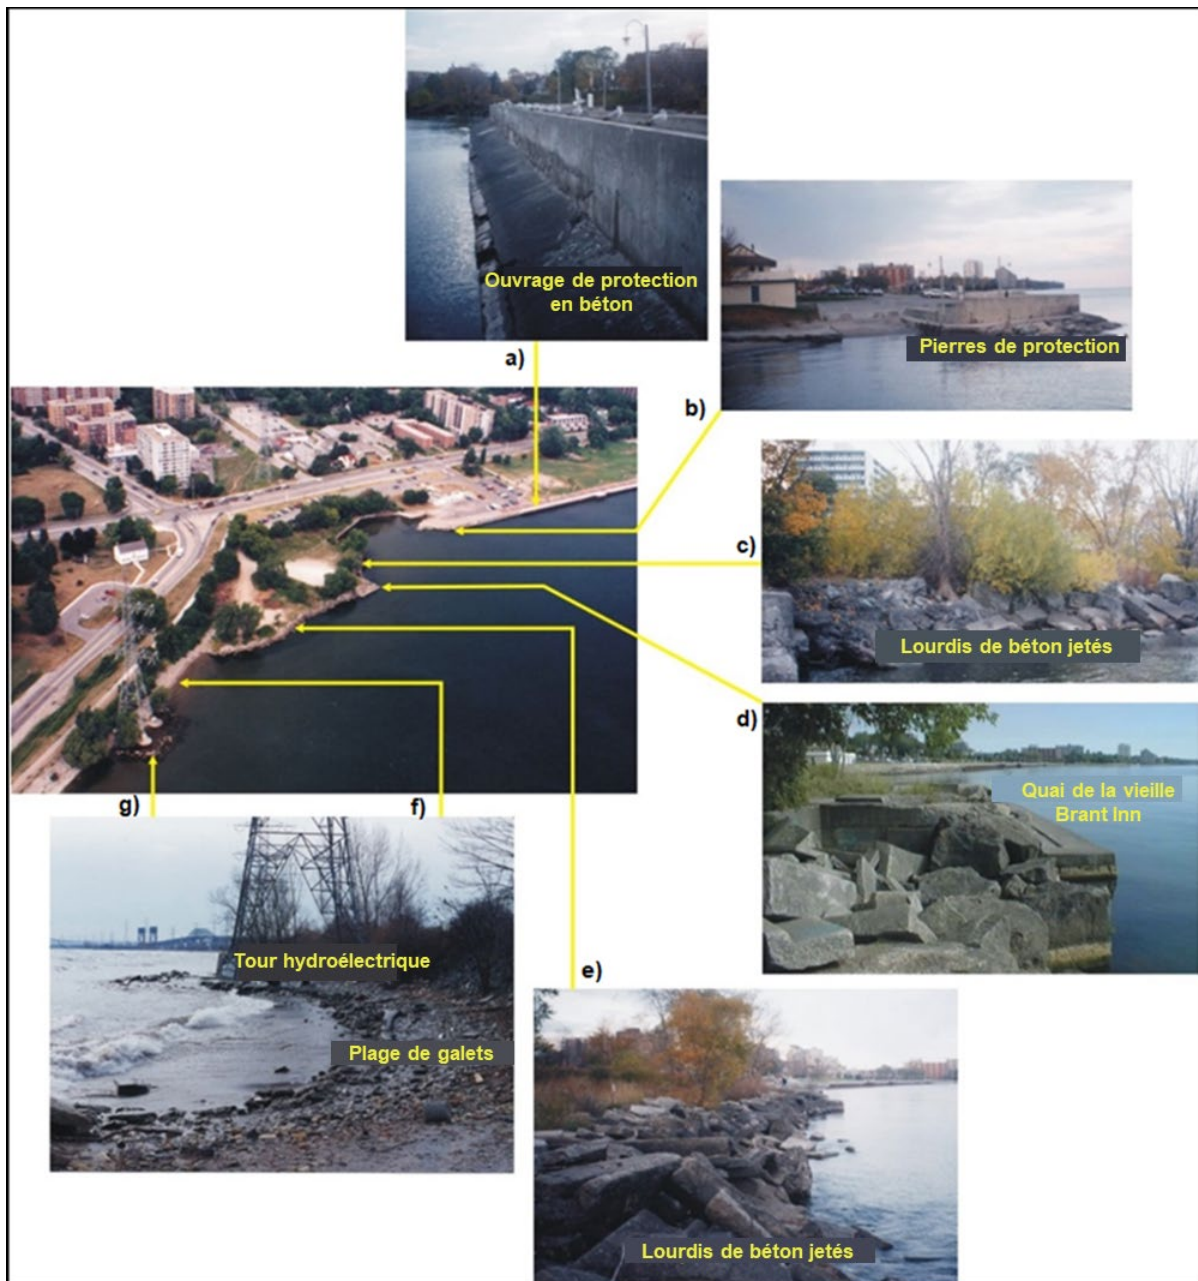 Ouvrage de protection
en béton
a)
Pierres de protection
b)
c)
Lourdis de béton jetés
d)
Quai de la vieille
Brant Inn
g)
f)
Tour hydroélectrique
Plage de galets
e)
Lourdis de béton jetés